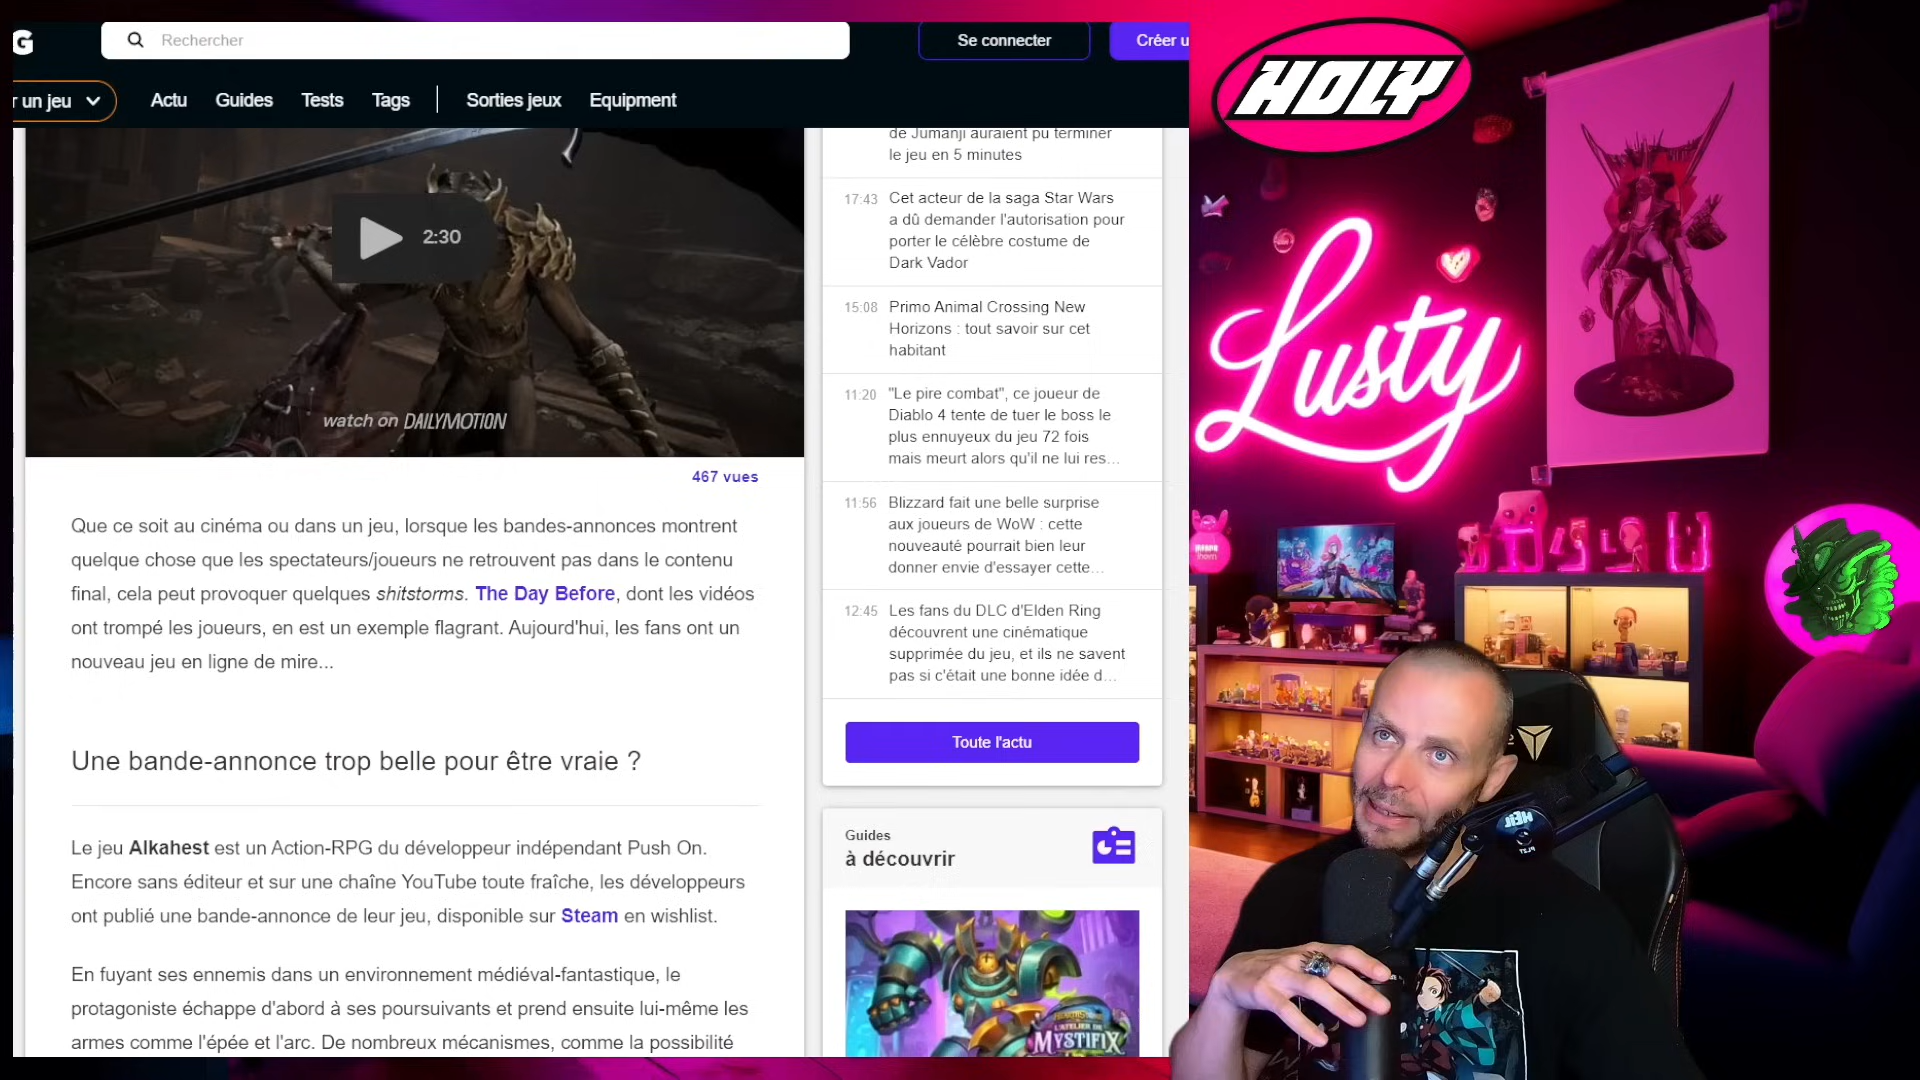 G
Rechercher
Se connecter
Créer u
r un jeu
Actu
Guides
Tests
Tags
Sorties jeux
Equipment
2:30
watch on DAILYMOTION
467 vues
Que ce soit au cinéma ou dans un jeu, lorsque les bandes-annonces montrent
quelque chose que les spectateurs/joueurs ne retrouvent pas dans le contenu
final, cela peut provoquer quelques shitstorms. The Day Before, dont les vidéos
ont trompé les joueurs, en est un exemple flagrant. Aujourd'hui, les fans ont un
nouveau jeu en ligne de mire...
Une bande-annonce trop belle pour être vraie ?
Le jeu Alkahest est un Action-RPG du développeur indépendant Push On.
Encore sans éditeur et sur une chaîne YouTube toute fraîche, les développeurs
ont publié une bande-annonce de leur jeu, disponible sur Steam en wishlist.
En fuyant ses ennemis dans un environnement médiéval-fantastique, le
protagoniste échappe d'abord à ses poursuivants et prend ensuite lui-même les
armes comme l'épée et l'arc. De nombreux mécanismes, comme la possibilité
de Jumanji auraient pu terminer
le jeu en 5 minutes
17:43
Cet acteur de la saga Star Wars
a dû demander l'autorisation pour
porter le célèbre costume de
Dark Vador
15:08
Primo Animal Crossing New
Horizons : tout savoir sur cet
habitant
11:20
"Le pire combat", ce joueur de
Diablo 4 tente de tuer le boss le
plus ennuyeux du jeu 72 fois
mais meurt alors qu'il ne lui res...
11:56
Blizzard fait une belle surprise
aux joueurs de WoW : cette
nouveauté pourrait bien leur
donner envie d'essayer cette...
12:45
Les fans du DLC d'Elden Ring
découvrent une cinématique
supprimée du jeu, et ils ne savent
pas si c'était une bonne idée d...
Toute l'actu
Guides
à découvrir
HEARTHSTONE
L'ATELIER DE
MYSTIFIX
HOLY
Lusty